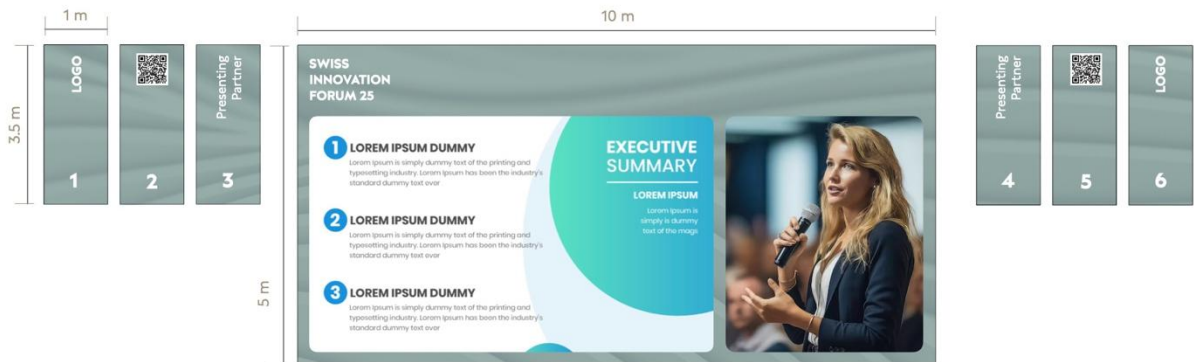 1 m
10 m
3.5 m
LOGO
1
2
Presenting
Partner
3
SWISS
INNOVATION
FORUM 25
1 LOREM IPSUM DUMMY
Lorem Ipsum is simply dummy text of the printing and
typesetting industry. Lorem Ipsum has been the industry's
standard dummy text ever
2 LOREM IPSUM DUMMY
Lorem Ipsum is simply dummy text of the printing and
typesetting industry. Lorem Ipsum has been the industry's
standard dummy text ever
3 LOREM IPSUM DUMMY
Lorem Ipsum is simply dummy text of the printing and
typesetting industry. Lorem Ipsum has been the industry's
standard dummy text ever
EXECUTIVE
SUMMARY
LOREM IPSUM
Lorem Ipsum is
simply is dummy
text of the mags
Presenting
Partner
4
5
LOGO
6
5 m